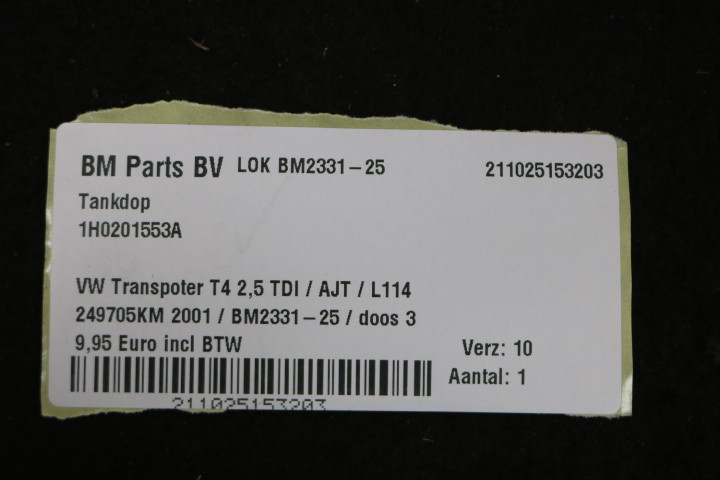 BM Parts BV LOK BM2331-25 211025153203
Tankdop
1H0201553A
VW Transpoter T4 2,5 TDI / AJT / L114
249705KM 2001 / BM2331-25 / doos 3
9,95 Euro incl BTW Verz: 10
Aantal: 1
211025153203